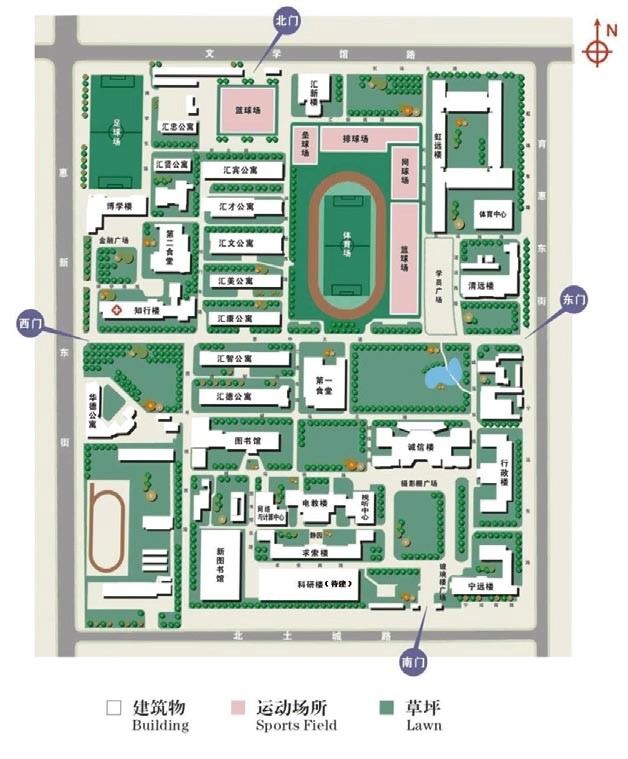 北门
N
文学馆路
足球场
汇忠公寓
篮球场
汇新楼
虹远楼
垒球场
排球场
网球场
汇贤公寓
汇宾公寓
汇才公寓
博学楼
体育中心
育惠东街
惠新东街
金融广场
第二食堂
汇文公寓
体育场
篮球场
汇美公寓
学苑广场
清远楼
知行楼
汇康公寓
西门
东门
汇智公寓
第一食堂
汇德公寓
华德公寓
图书馆
诚信楼
行政楼
摄影棚广场
网络与计算中心
电教楼
视听中心
静园
求索楼
新图书馆
科研楼(待建)
玻璃楼广场
宁远楼
北土城路
南门
建筑物
Building
运动场所
Sports Field
草坪
Lawn